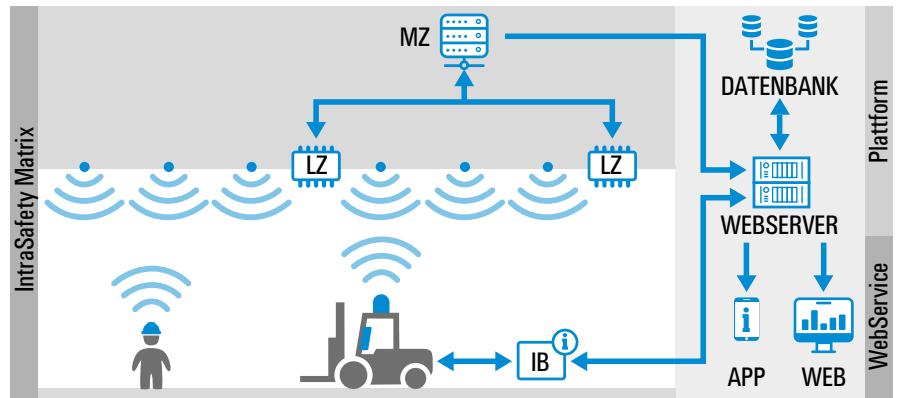 IntraSafety Matrix
MZ
LZ
LZ
IB
i
DATENBANK
WEBSERVER
i
APP
WEB
Plattform
WebService